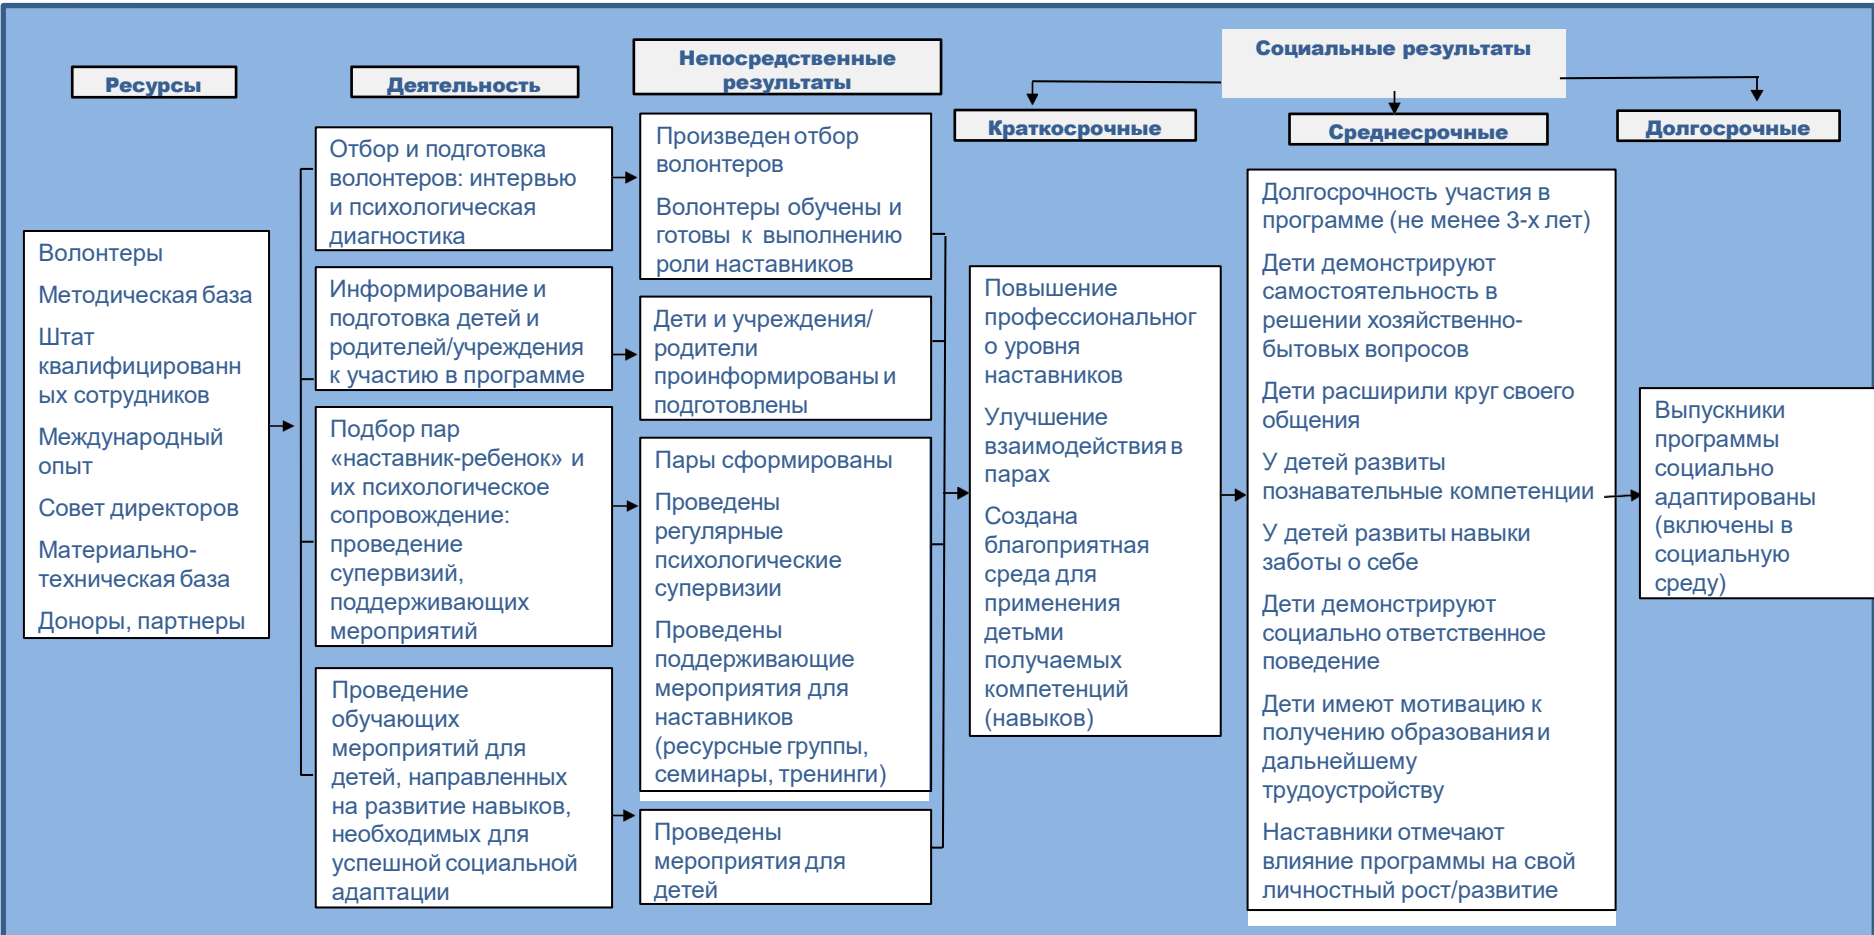 Ресурсы
Деятельность
Непосредственные
результаты
Социальные результаты
Краткосрочные
Среднесрочные
Долгосрочные
Волонтеры
Методическая база
Штат
квалифицированн
ых сотрудников
Международный
опыт
Совет директоров
Материально-
техническая база
Доноры, партнеры
Отбор и подготовка
волонтеров: интервью
и психологическая
диагностика
Информирование и
подготовка детей и
родителей/учреждения
к участию в программе
Подбор пар
«наставник-ребенок» и
их психологическое
сопровождение:
проведение
супервизий,
поддерживающих
мероприятий
Проведение
обучающих
мероприятий для
детей, направленных
на развитие навыков,
необходимых для
успешной социальной
адаптации
Произведен отбор
волонтеров
Волонтеры обучены и
готовы к выполнению
роли наставников
Дети и учреждения/
родители
проинформированы и
подготовлены
Пары сформированы
Проведены
регулярные
психологические
супервизии
Проведены
поддерживающие
мероприятия для
наставников
(ресурсные группы,
семинары, тренинги)
Проведены
мероприятия для
детей
Повышение
профессиональног
о уровня
наставников
Улучшение
взаимодействия в
парах
Создана
благоприятная
среда для
применения
детьми
получаемых
компетенций
(навыков)
Долгосрочность участия в
программе (не менее 3-х лет)
Дети демонстрируют
самостоятельность в
решении хозяйственно-
бытовых вопросов
Дети расширили круг своего
общения
У детей развиты
познавательные компетенции
У детей развиты навыки
заботы о себе
Дети демонстрируют
социально ответственное
поведение
Дети имеют мотивацию к
получению образования и
дальнейшему
трудоустройству
Наставники отмечают
влияние программы на свой
личностный рост/развитие
Выпускники
программы
социально
адаптированы
(включены в
социальную
среду)